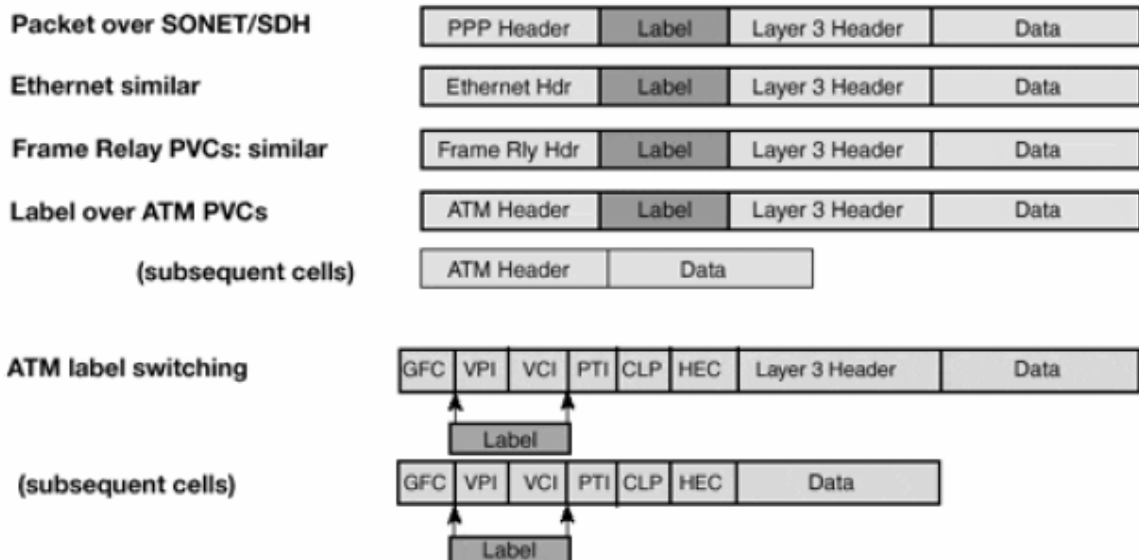 Packet over SONET/SDH PPP Header Label Layer 3 Header Data
Ethernet similar Ethernet Hdr Label Layer 3 Header Data
Frame Relay PVCs: similar Frame Rly Hdr Label Layer 3 Header Data
Label over ATM PVCs ATM Header Label Layer 3 Header Data
(subsequent cells) ATM Header Data
ATM label switching GFC VPI VCI PTI CLP HEC Layer 3 Header Data
Label
(subsequent cells) GFC VPI VCI PTI CLP HEC Data
Label